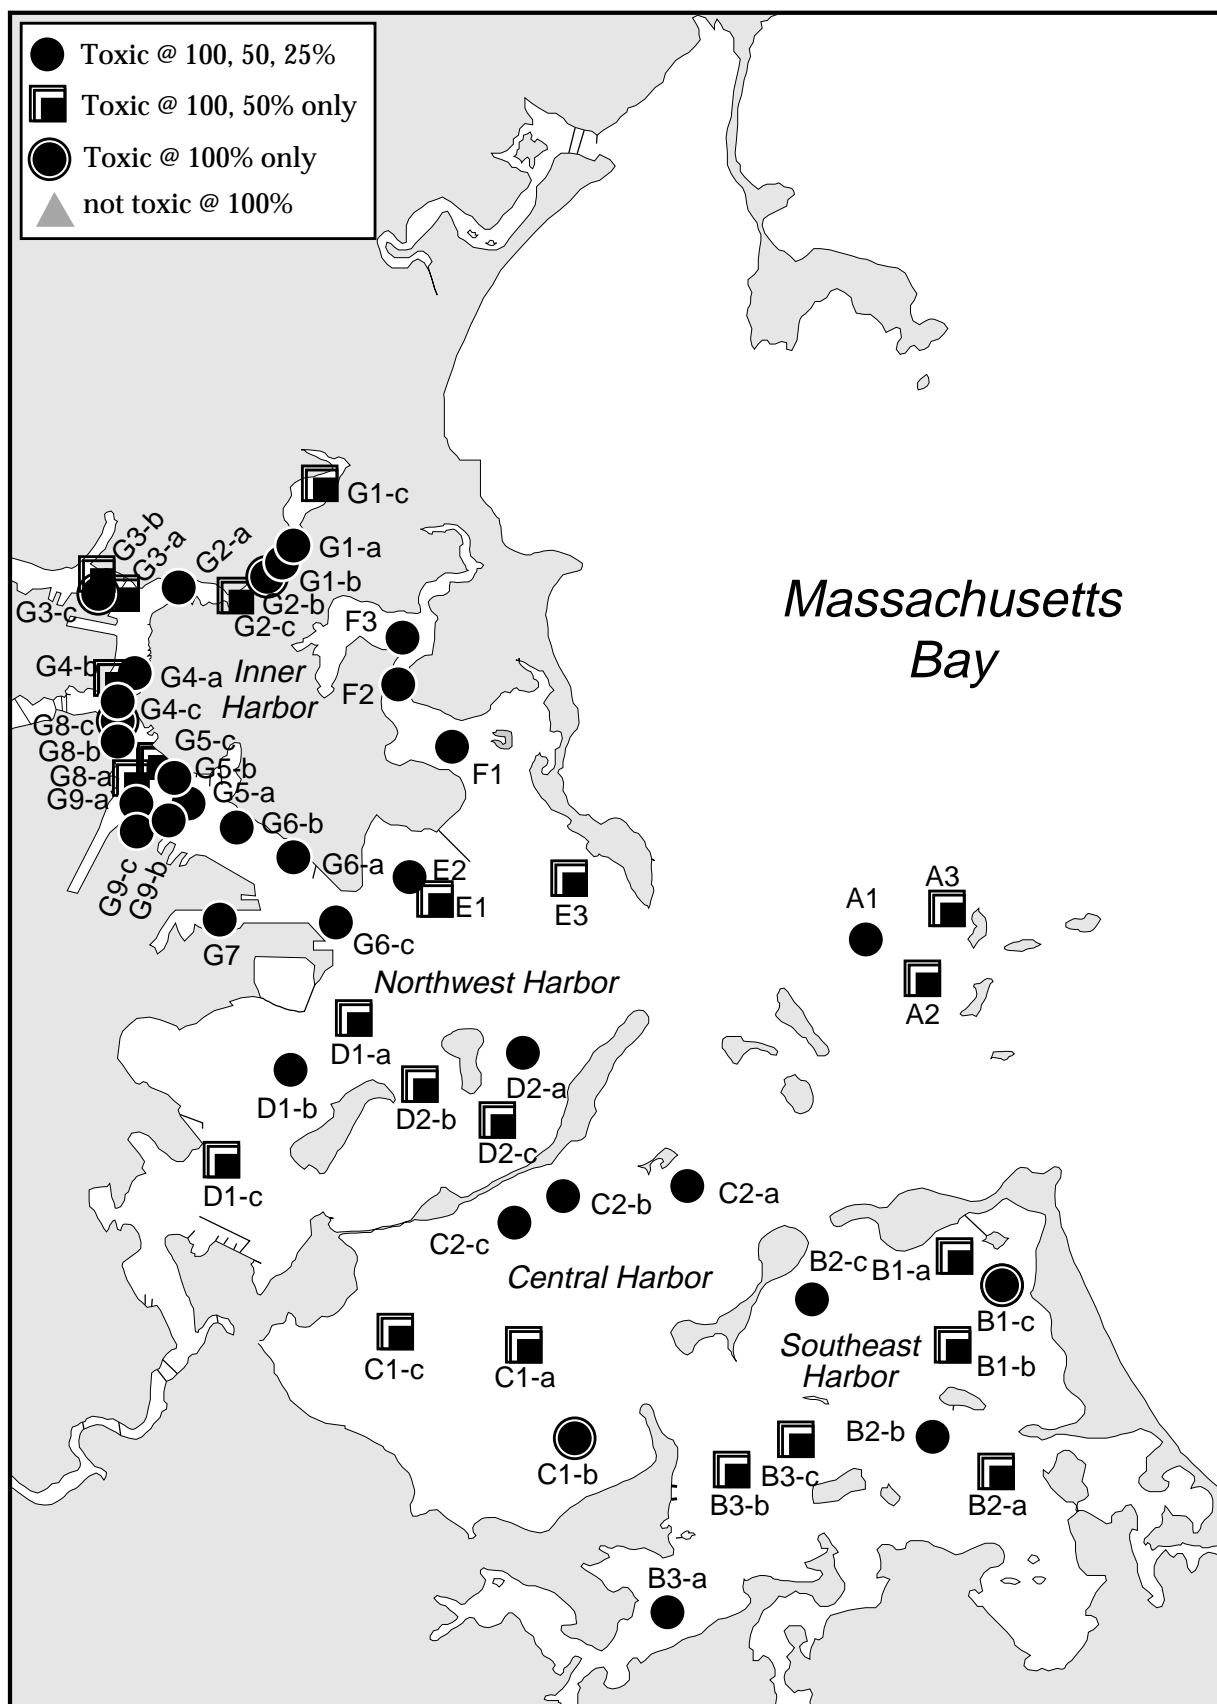 Toxic @ 100, 50, 25%
Toxic @ 100, 50% only
Toxic @ 100% only
not toxic @ 100%
G1-c
G3-b
G3-a
G2-a
G1-a
G1-b
G2-b
G2-c
G3-c
Massachusetts
Bay
F3
G4-b
G4-a
Inner
Harbor
F2
G4-c
G8-c
G8-b
G5-c
G8-a
G5-b
F1
G9-a
G5-a
G6-b
G6-a
E2
E1
E3
A3
A1
G9-c
G9-b
G7
G6-c
Northwest Harbor
A2
D1-a
D2-a
D1-b
D2-b
D2-c
D1-c
C2-b
C2-a
C2-c
Central Harbor
B2-c
B1-a
B1-c
Southeast
Harbor
B1-b
C1-c
C1-a
B2-b
C1-b
B3-c
B3-b
B2-a
B3-a